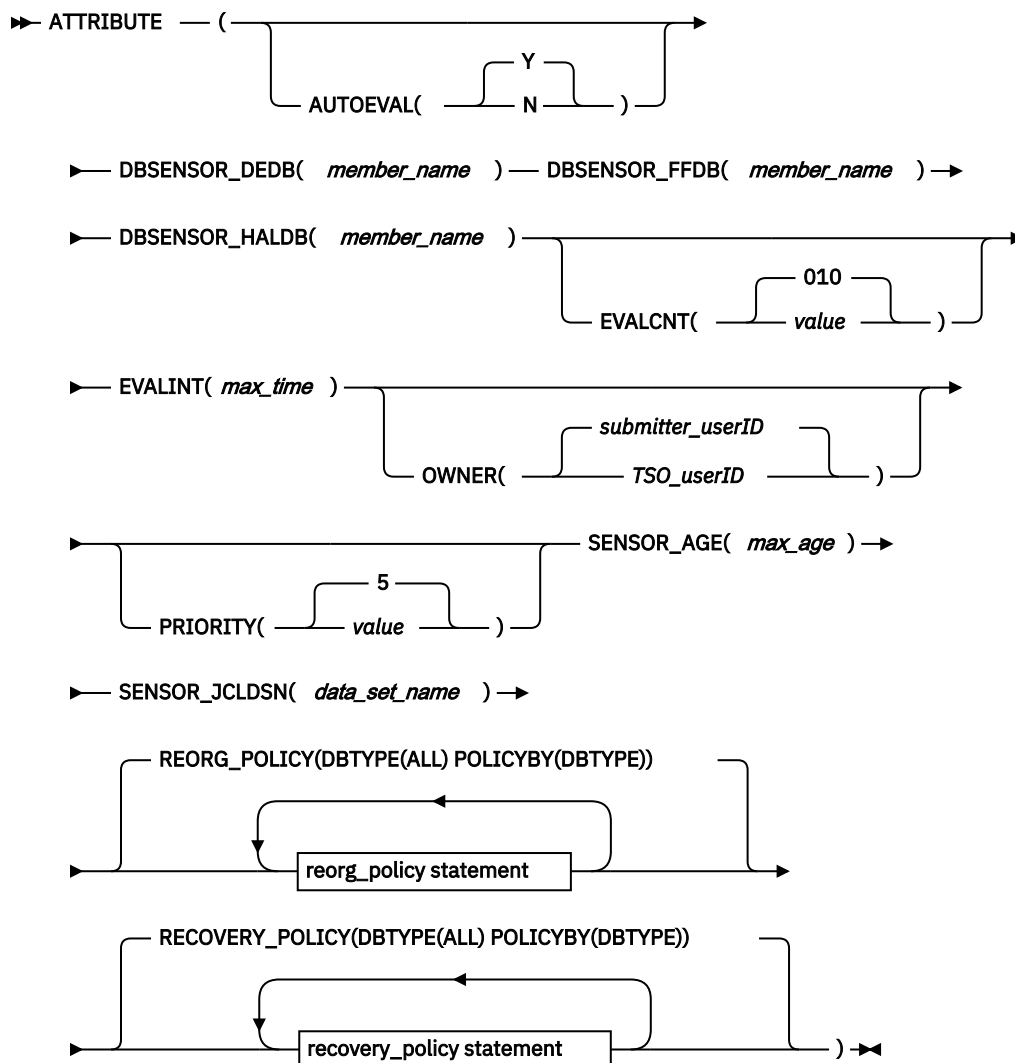 ATTRIBUTE — (
Y
AUTOEVAL( N )
DBSENSOR_DEDB( member_name ) — DBSENSOR_FFDB( member_name )
DBSENSOR_HALDB( member_name )
010
EVALCNT( value )
EVALINT( max_time )
submitter_userID
OWNER( TSO_userID )
SENSOR_AGE( max_age )
5
PRIORITY( value )
SENSOR_JCLDSN( data_set_name )
REORG_POLICY(DBTYPE(ALL) POLICYBY(DBTYPE))
reorg_policy statement
RECOVERY_POLICY(DBTYPE(ALL) POLICYBY(DBTYPE))
recovery_policy statement )